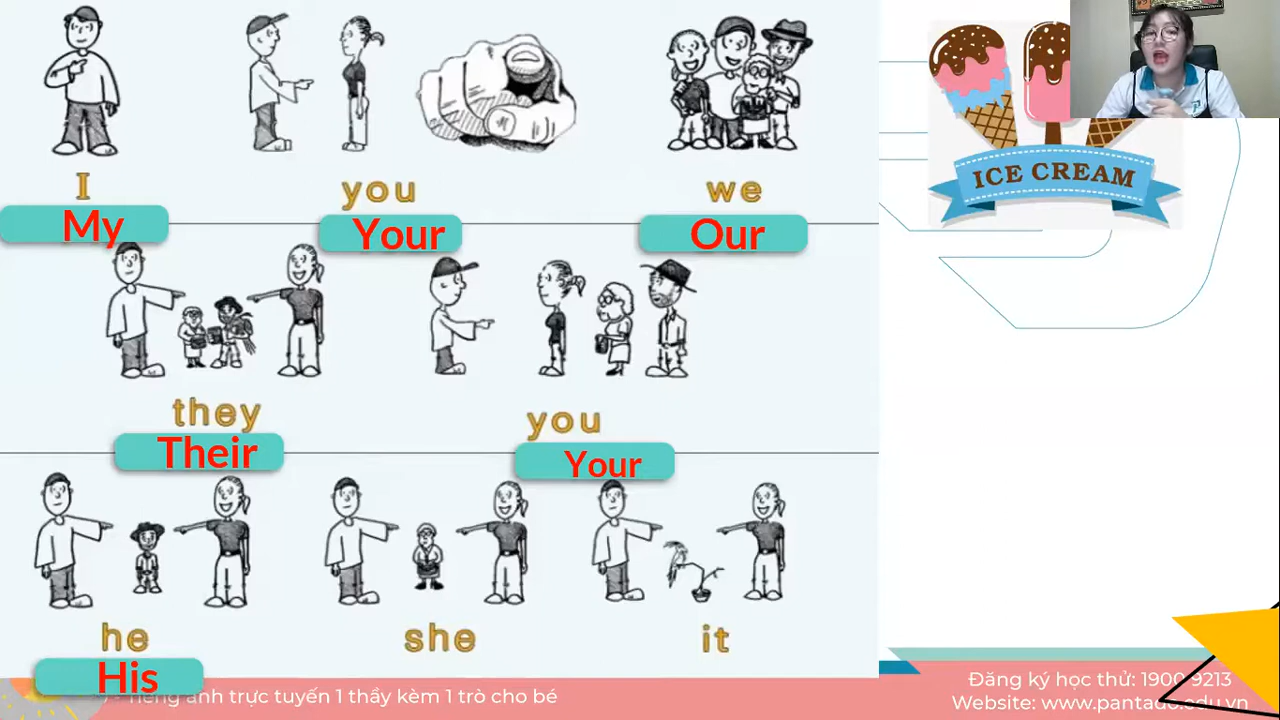 I
you
we
My
Your
Our
they
you
Their
Your
he
she
it
His
ICE CREAM
anh trực tuyến 1 thầy kèm 1 trò cho bé
Đăng ký học thử: 1900 9213
Website: www.pantado.edu.vn